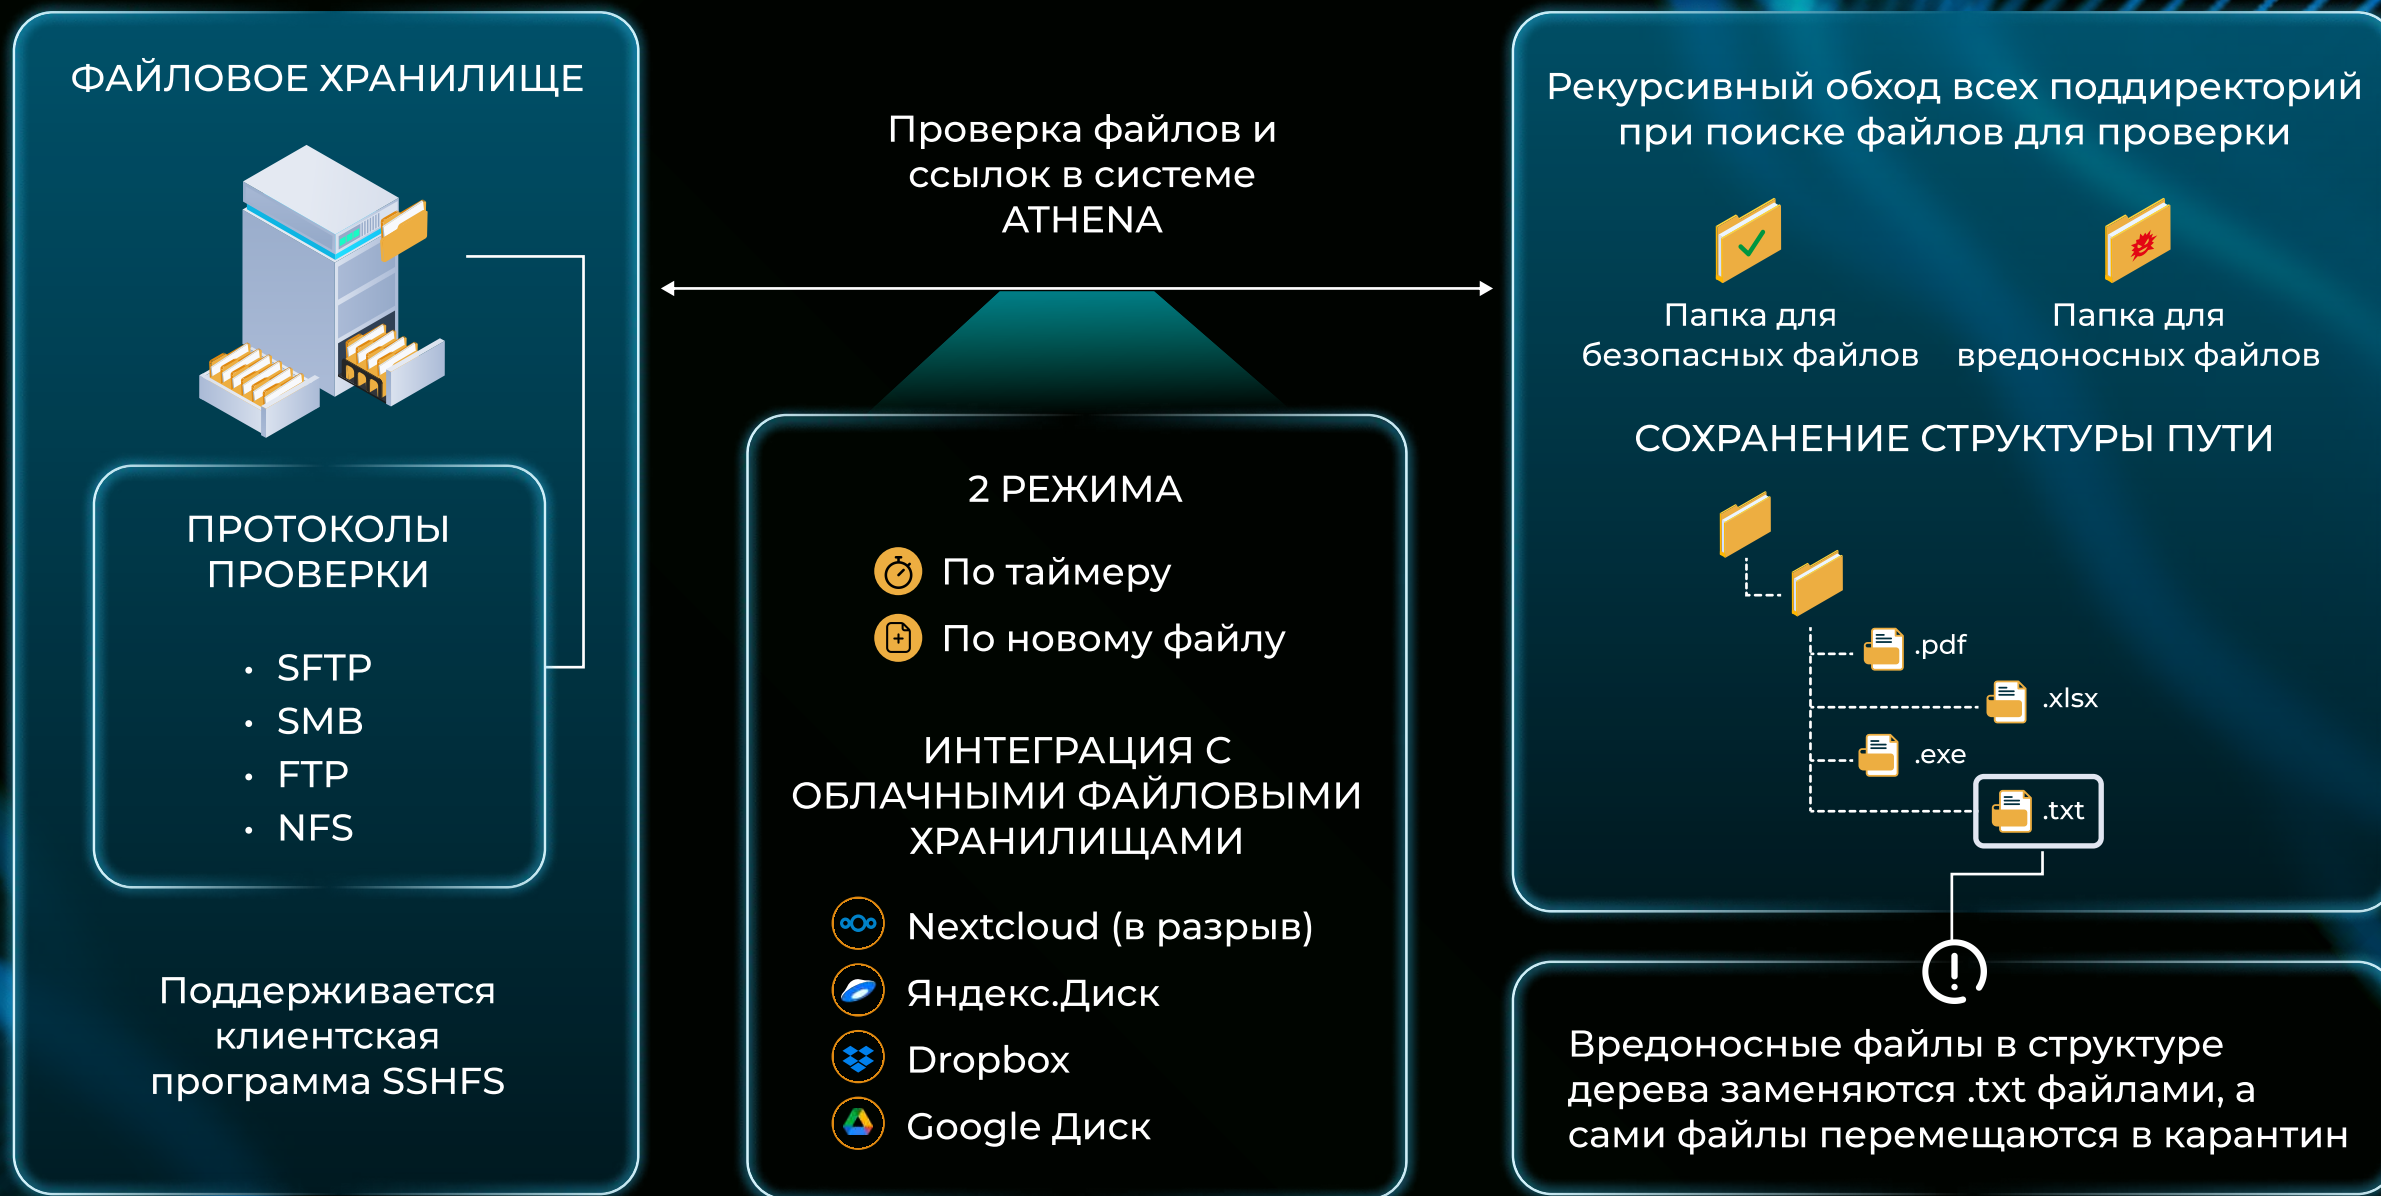 ФАЙЛОВОЕ ХРАНИЛИЩЕ
ПРОТОКОЛЫ
ПРОВЕРКИ
• SFTP
• SMB
• FTP
• NFS
Поддерживается
клиентская
программа SSHFS
Проверка файлов и
ссылок в системе
ATHENA
2 РЕЖИМА
По таймеру
По новому файлу
ИНТЕГРАЦИЯ С
ОБЛАЧНЫМИ ФАЙЛОВЫМИ
ХРАНИЛИЩАМИ
Nextcloud (в разрыв)
Яндекс.Диск
Dropbox
Google Диск
Рекурсивный обход всех поддиректорий
при поиске файлов для проверки
Папка для
безопасных файлов
Папка для
вредоносных файлов
СОХРАНЕНИЕ СТРУКТУРЫ ПУТИ
.pdf
.xlsx
.exe
.txt
Вредоносные файлы в структуре
дерева заменяются .txt файлами, а
сами файлы перемещаются в карантин